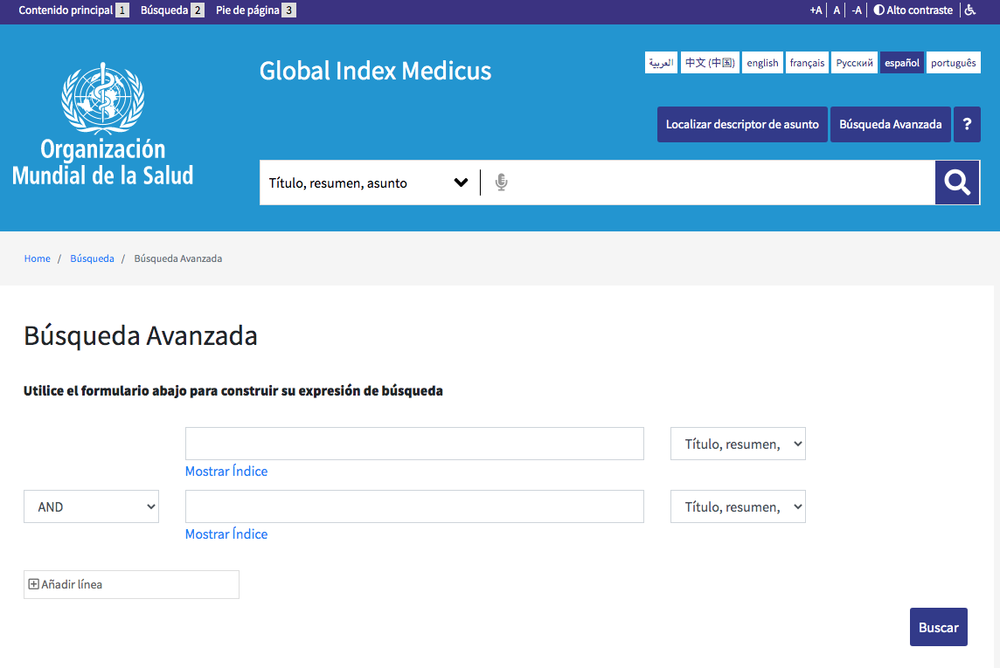 Contenido principal 1 Búsqueda 2 Pie de página 3 +A A -A Alto contraste
Global Index Medicus
العربية 中文 (中国) english français Русский español português
Organización
Mundial de la Salud
Localizar descriptor de asunto Búsqueda Avanzada ?
Título, resumen, asunto
Home / Búsqueda / Búsqueda Avanzada
Búsqueda Avanzada
Utilice el formulario abajo para construir su expresión de búsqueda
Título, resumen,
Mostrar Índice
AND Título, resumen,
Mostrar Índice
Añadir línea
Buscar